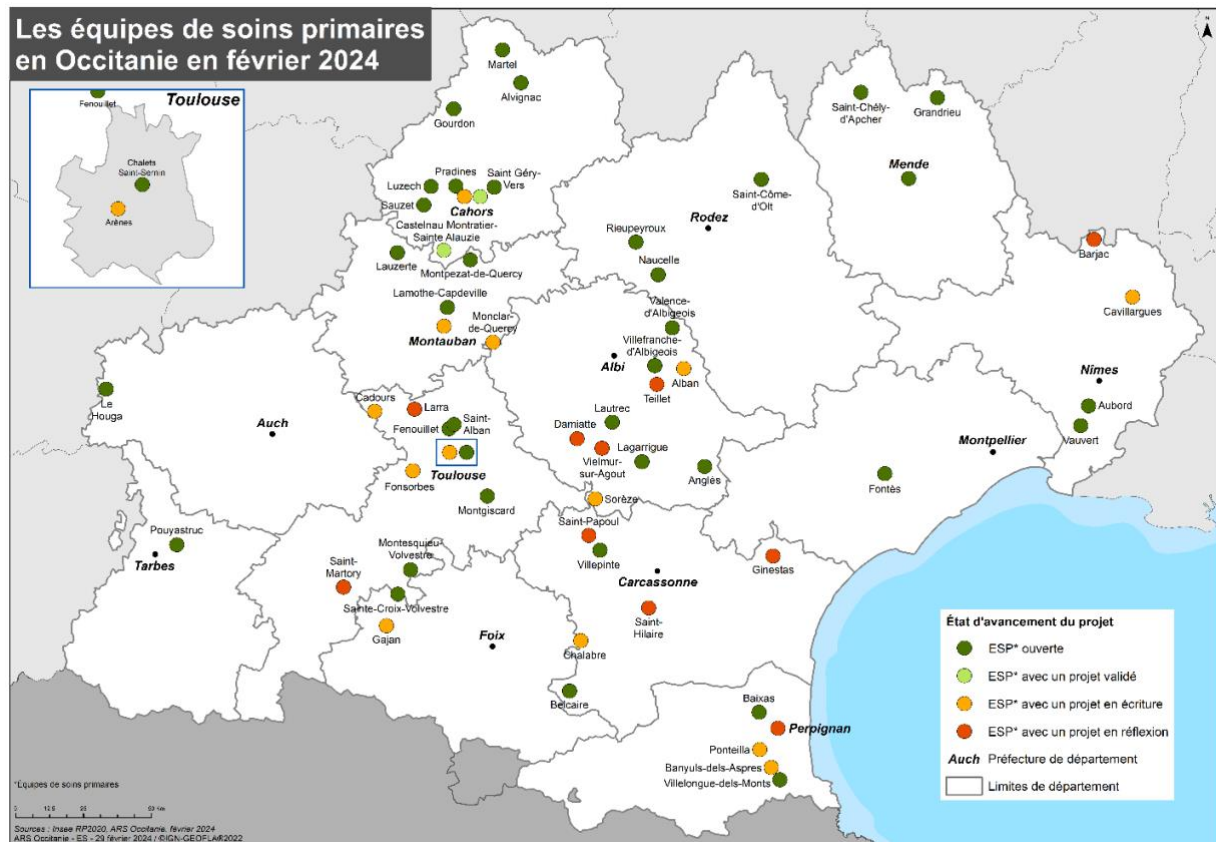 Les équipes de soins primaires
en Occitanie en février 2024
Fenouillet
Toulouse
Chalets
Saint-Sernin
Arènes
Martel
Alvignac
Gourdon
Pradines
Saint Géry-
Vers
Luzech
Sauzet
Cahors
Castelnau Montratier-
Sainte Alauzie
Lauzerte
Montpezat-de-Quercy
Lamothe-Capdeville
Monclar-
de-Quercy
Montauban
Saint-Chély-
d'Apcher
Grandrieu
Mende
Saint-Côme-
d'Olt
Rodez
Rieupeyroux
Naucelle
Barjac
Cavillargues
Valence-
d'Albigeois
Villefranche-
d'Albigeois
Albi
Alban
Teillet
Nîmes
Aubord
Vauvert
Le
Houga
Auch
Cadours
Larra
Fenouillet
Saint-
Alban
Toulouse
Fonsorbes
Montgiscard
Lautrec
Damiatte
Lagarrigue
Vielmur-
sur-Agout
Anglés
Sorèze
Montpellier
Fontès
Pouyastruc
Tarbes
Saint-Papoul
Villepinte
Carcassonne
Ginestas
Montesquieu-
Volvestre
Saint-
Martory
Sainte-Croix-Volvestre
Gajan
Foix
Saint-
Hilaire
Chalabre
Belcaire
Baixas
Perpignan
Ponteilla
Banyuls-dels-Aspres
Villelongue-dels-Monts
État d'avancement du projet
ESP* ouverte
ESP* avec un projet validé
ESP* avec un projet en écriture
ESP* avec un projet en réflexion
Auch Préfecture de département
Limites de département
*Équipes de soins primaires
0 12.5 25 50 Km
Sources : Insee RP2020, ARS Occitanie, février 2024
ARS Occitanie - ES - 29 février 2024 / ©IGN-GEOFLA®2022